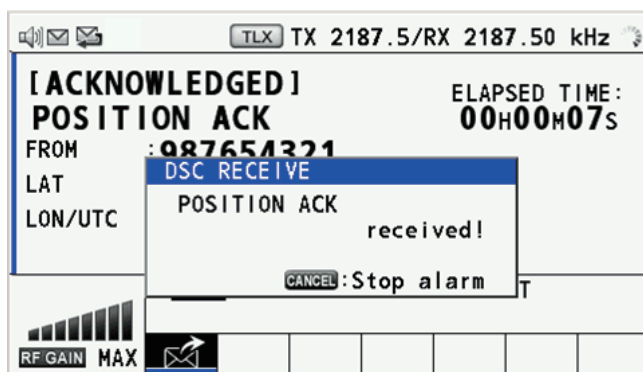 TLX TX 2187.5/RX 2187.50 kHz
[ACKNOWLEDGED]
ELAPSED TIME:
POSITION ACK
00H00M07S
FROM :987654321
LAT
LON/UTC
DSC RECEIVE
POSITION ACK
received!
CANCEL:Stop alarm
T
RF GAIN MAX